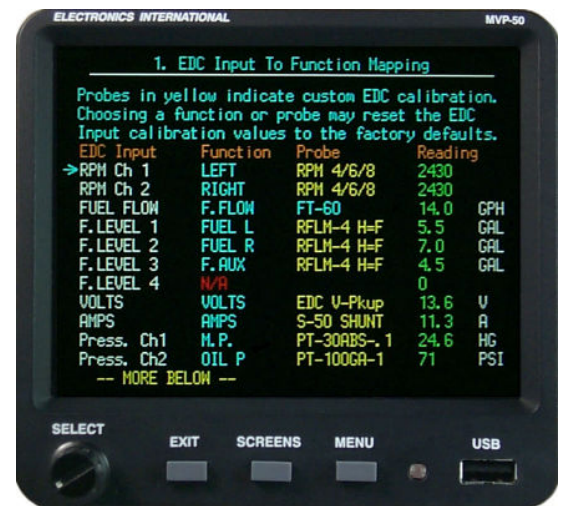 ELECTRONICS INTERNATIONAL MVP-50
1. EDC Input To Function Mapping
Probes in yellow indicate custom EDC calibration.
Choosing a function or probe may reset the EDC
Input calibration values to the factory defaults.
EDC Input Function Probe Reading
→RPM Ch 1 LEFT RPM 4/6/8 2430
RPM Ch 2 RIGHT RPM 4/6/8 2430
FUEL FLOW F.FLOW FT-60 14.0 GPH
F.LEVEL 1 FUEL L RFLM-4 H=F 5.5 GAL
F.LEVEL 2 FUEL R RFLM-4 H=F 7.0 GAL
F.LEVEL 3 F.AUX RFLM-4 H=F 4.5 GAL
F.LEVEL 4 N/A 0
VOLTS VOLTS EDC V-Pkup 13.6 V
AMPS AMPS S-50 SHUNT 11.3 A
Press. Ch1 M.P. PT-30ABS-.1 24.6 HG
Press. Ch2 OIL P PT-100GA-1 71 PSI
-- MORE BELOW --
SELECT EXIT SCREENS MENU USB